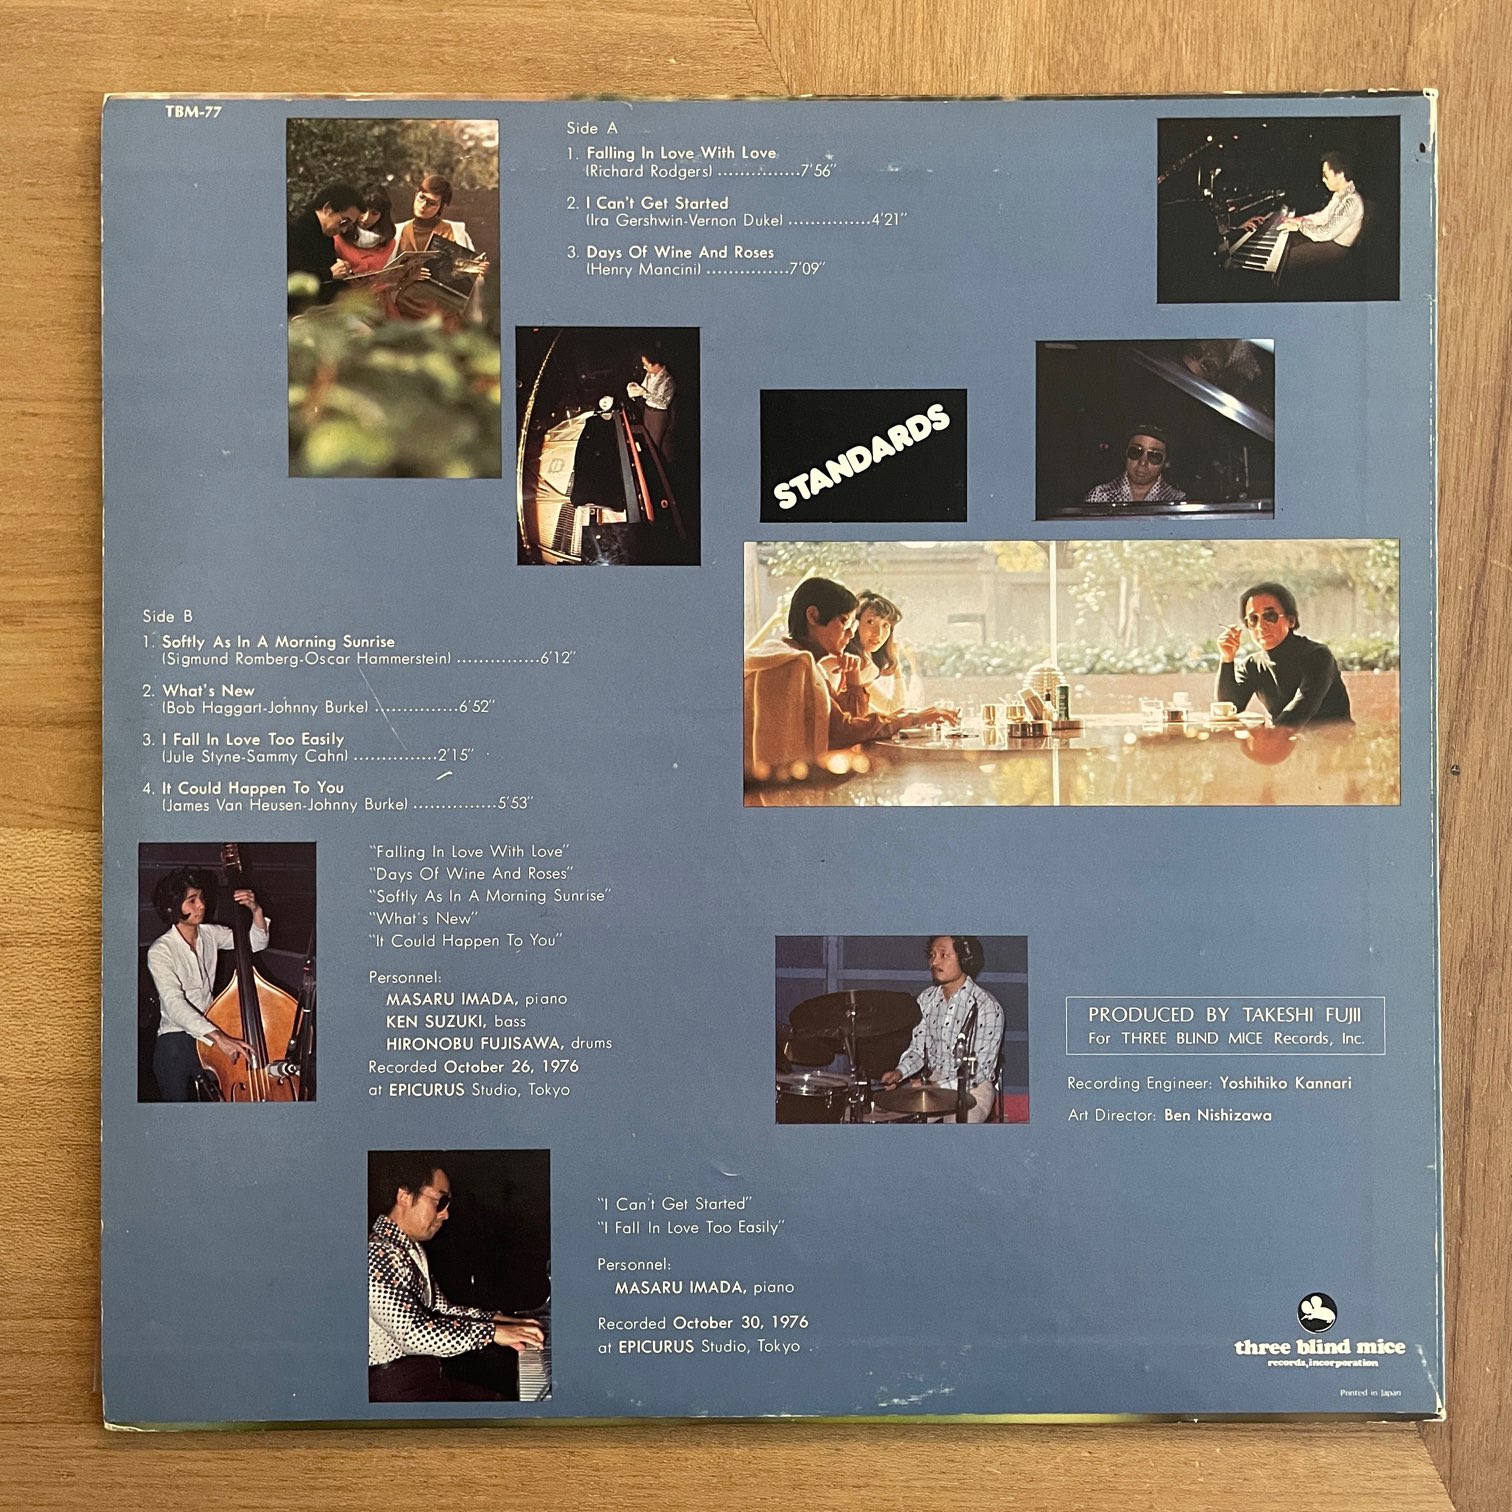 TBM-77
Side A
1. Falling In Love With Love
(Richard Rodgers) ...............7'56"
2. I Can't Get Started
(Ira Gershwin-Vernon Duke) ...............4'21"
3. Days Of Wine And Roses
(Henry Mancini) ...............7'09"
STANDARDS
Side B
1. Softly As In A Morning Sunrise
(Sigmund Romberg-Oscar Hammerstein) ...............6'12"
2. What's New
(Bob Haggart-Johnny Burke) ...............6'52"
3. I Fall In Love Too Easily
(Jule Styne-Sammy Cahn) ...............2'15"
4. It Could Happen To You
(James Van Heusen-Johnny Burke) ...............5'53"
"Falling In Love With Love"
"Days Of Wine And Roses"
"Softly As In A Morning Sunrise"
"What's New"
"It Could Happen To You"
Personnel:
MASARU IMADA, piano
KEN SUZUKI, bass
HIRONOBU FUJISAWA, drums
Recorded October 26, 1976
at EPICURUS Studio, Tokyo
PRODUCED BY TAKESHI FUJII
For THREE BLIND MICE Records, Inc.
Recording Engineer: Yoshihiko Kannari
Art Director: Ben Nishizawa
"I Can't Get Started"
"I Fall In Love Too Easily"
Personnel:
MASARU IMADA, piano
Recorded October 30, 1976
at EPICURUS Studio, Tokyo
three blind mice
records, incorporation
Printed in Japan